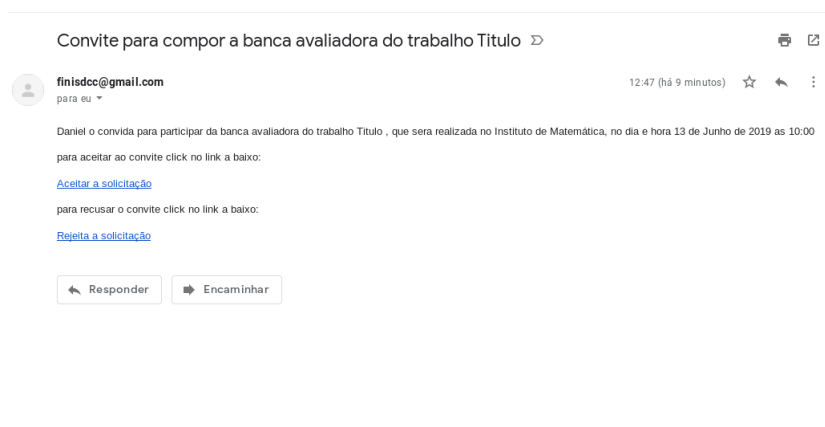 Convite para compor a banca avaliadora do trabalho Titulo
finisdcc@gmail.com
12:47 (há 9 minutos)
para eu
Daniel o convida para participar da banca avaliadora do trabalho Titulo , que sera realizada no Instituto de Matemática, no dia e hora 13 de Junho de 2019 as 10:00
para aceitar ao convite click no link a baixo:
Aceitar a solicitação
para recusar o convite click no link a baixo:
Rejeita a solicitação
Responder
Encaminhar